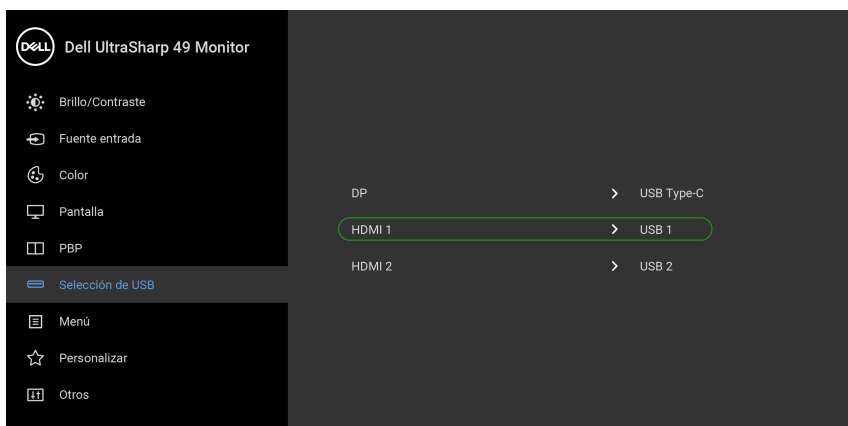 DELL Dell UltraSharp 49 Monitor
Brillo/Contraste
Fuente entrada
Color
Pantalla
PBP
Selección de USB
Menú
Personalizar
Otros
DP > USB Type-C
HDMI 1 > USB 1
HDMI 2 > USB 2